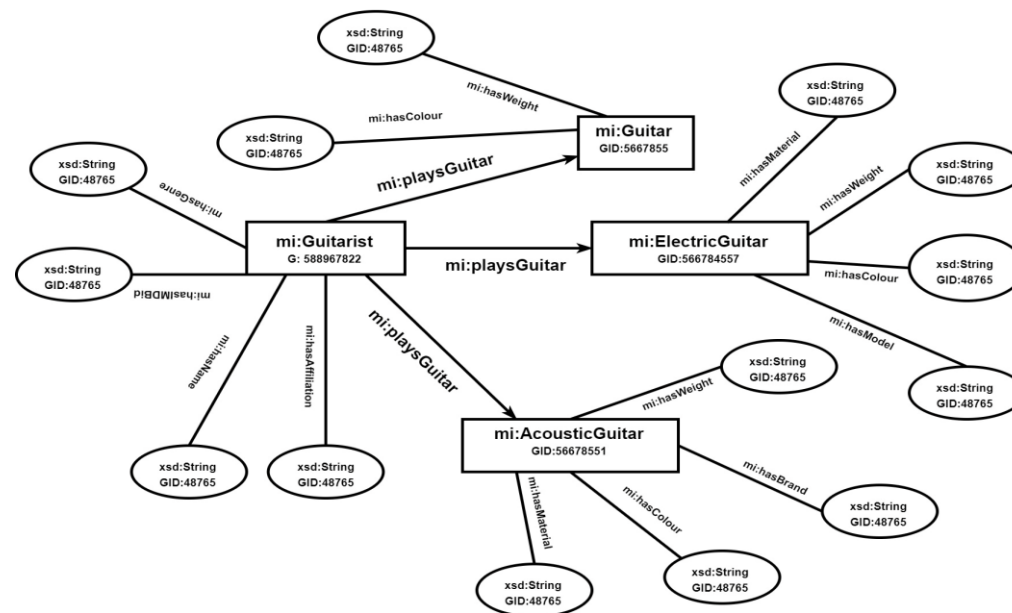 xsd:String
GID:48765
mi:hasWeight
xsd:String
GID:48765
mi:hasColour
mi:Guitar
GID:5667855
mi:playsGuitar
xsd:String
GID:48765
mi:hasMaterial
xsd:String
GID:48765
mi:hasGenre
xsd:String
GID:48765
mi:hasWeight
mi:Guitarist
G: 588967822
mi:playsGuitar
mi:ElectricGuitar
GID:566784557
xsd:String
GID:48765
mi:hasIMDBid
xsd:String
GID:48765
mi:hasColour
mi:hasName
mi:hasAffiliation
mi:playsGuitar
mi:hasModel
xsd:String
GID:48765
xsd:String
GID:48765
mi:hasWeight
mi:AcousticGuitar
GID:56678551
xsd:String
GID:48765
xsd:String
GID:48765
mi:hasBrand
xsd:String
GID:48765
mi:hasMaterial
mi:hasColour
xsd:String
GID:48765
xsd:String
GID:48765